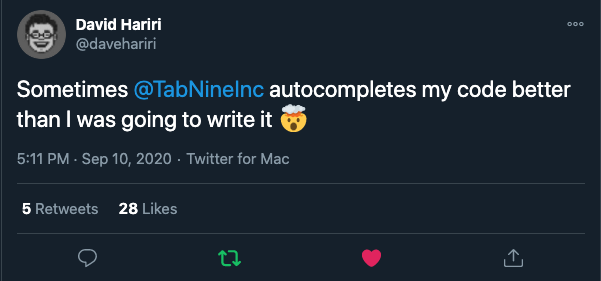 David Hariri
@davehariri
Sometimes @TabNineInc autocompletes my code better
than I was going to write it 🤯
5:11 PM · Sep 10, 2020 · Twitter for Mac
5 Retweets 28 Likes